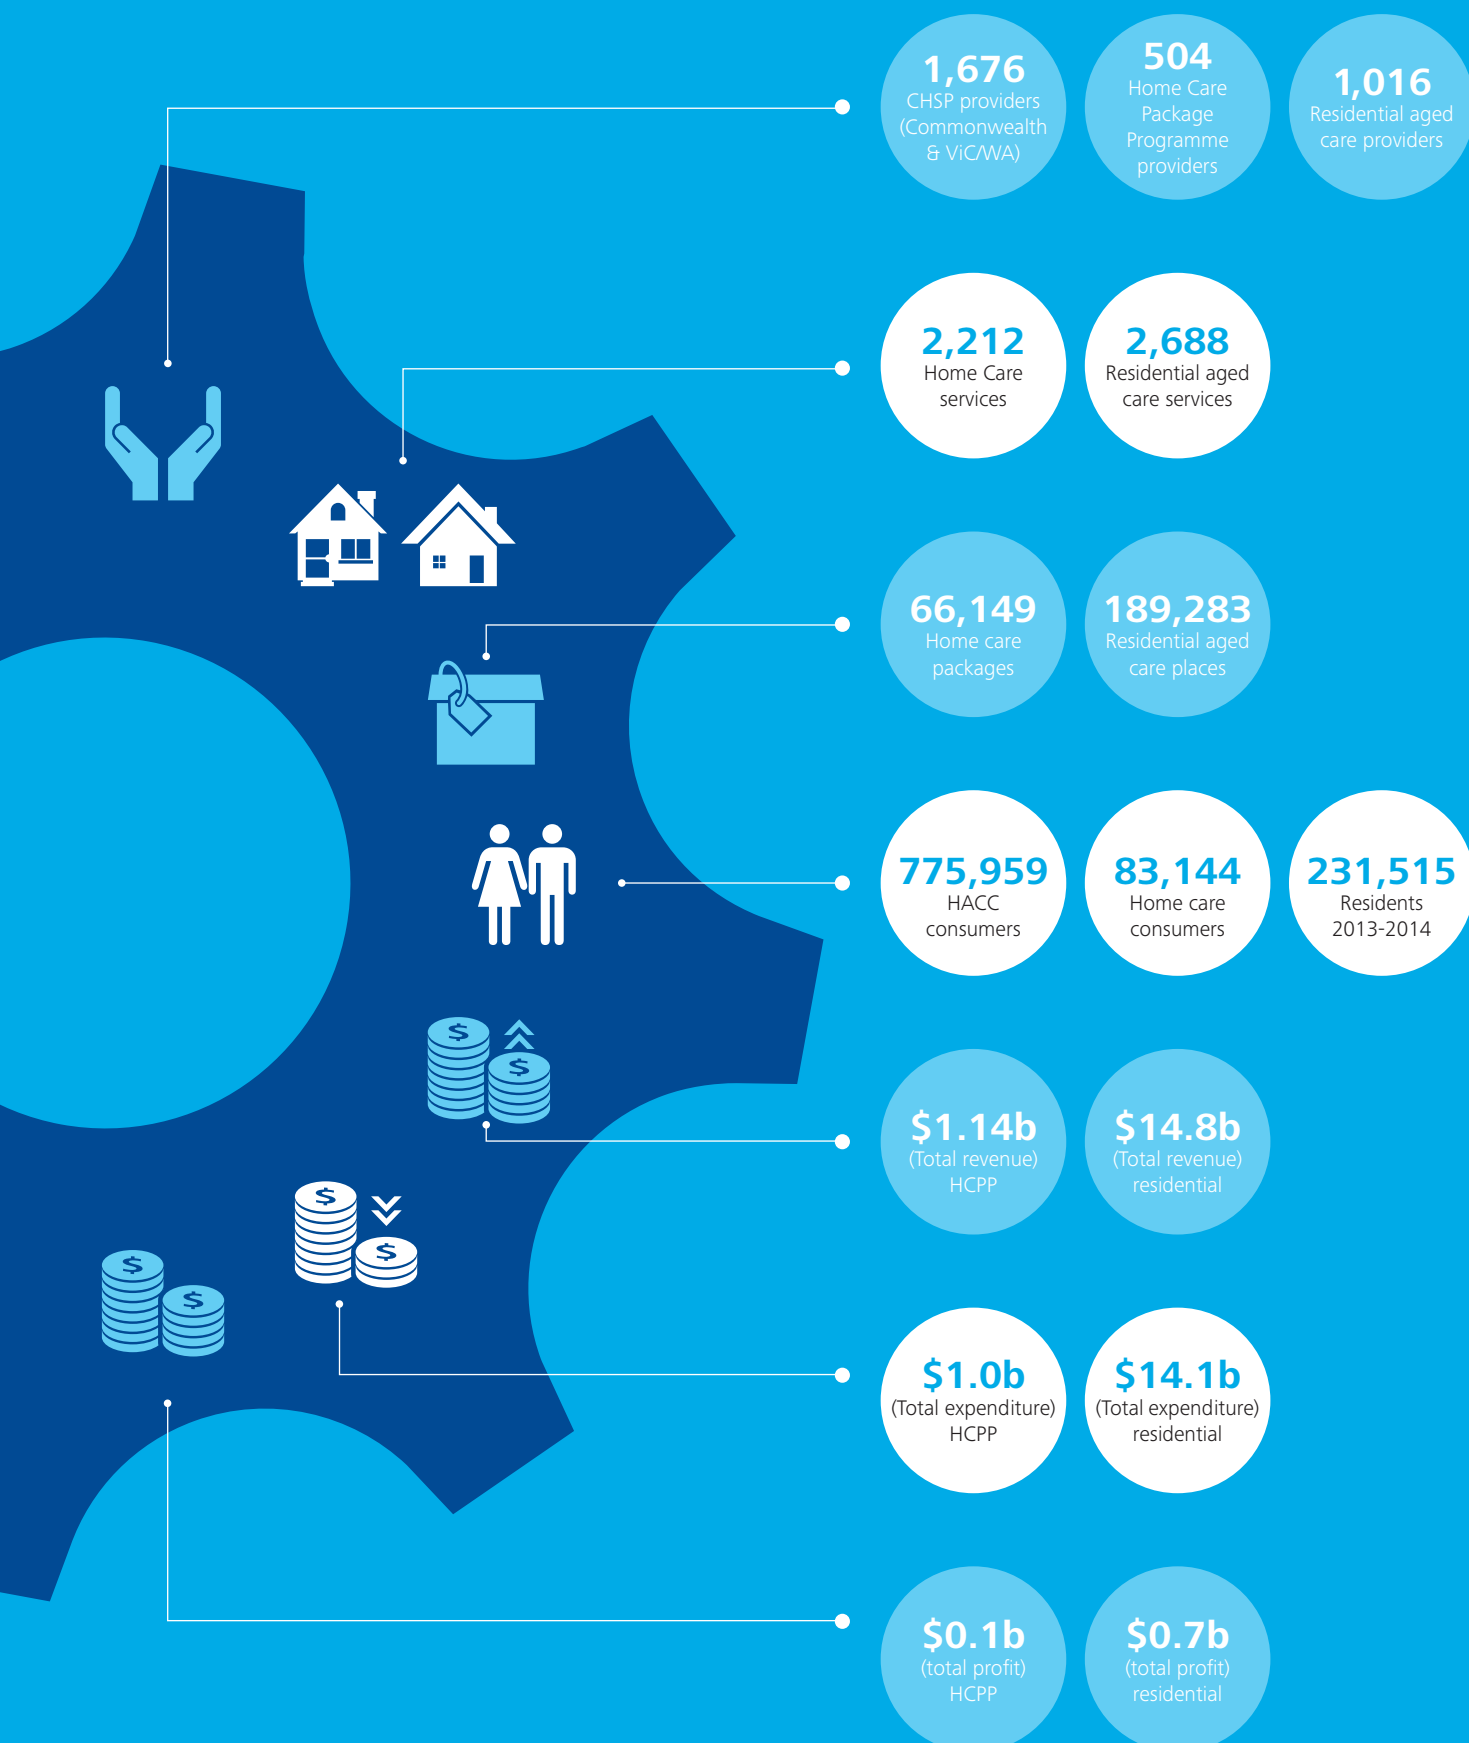 1,676
CHSP providers
(Commonwealth
& ViC/WA)
504
Home Care
Package
Programme
providers
1,016
Residential aged
care providers
2,212
Home Care
services
2,688
Residential aged
care services
66,149
Home care
packages
189,283
Residential aged
care places
775,959
HACC
consumers
83,144
Home care
consumers
231,515
Residents
2013-2014
$
$
$1.14b
(Total revenue)
HCPP
$14.8b
(Total revenue)
residential
$
$
$1.0b
(Total expenditure)
HCPP
$14.1b
(Total expenditure)
residential
$
$
$0.1b
(total profit)
HCPP
$0.7b
(total profit)
residential